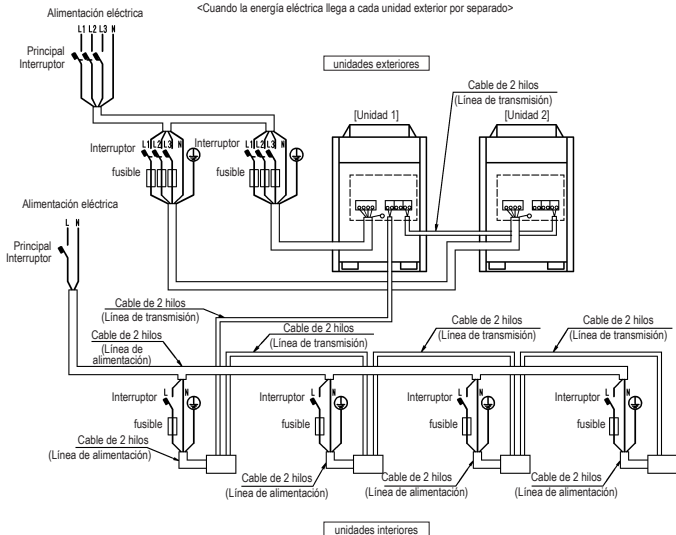 <Cuando la energía eléctrica llega a cada unidad exterior por separado>
Alimentación eléctrica
L1 L2 L3 N
Principal
Interruptor
unidades exteriores
Cable de 2 hilos
(Línea de transmisión)
[Unidad 1]
[Unidad 2]
Interruptor
L1 L2 L3 N
fusible
Interruptor
L1 L2 L3 N
fusible
Alimentación eléctrica
L N
Principal
Interruptor
Cable de 2 hilos
(Línea de transmisión)
Cable de 2 hilos
(Línea de
alimentación)
Cable de 2 hilos
(Línea de transmisión)
Cable de 2 hilos
(Línea de transmisión)
Cable de 2 hilos
(Línea de transmisión)
L N
Interruptor
fusible
Cable de 2 hilos
(Línea de alimentación)
L N
Interruptor
fusible
Cable de 2 hilos
(Línea de alimentación)
L N
Interruptor
fusible
Cable de 2 hilos
(Línea de alimentación)
L N
Interruptor
fusible
Cable de 2 hilos
(Línea de alimentación)
unidades interiores